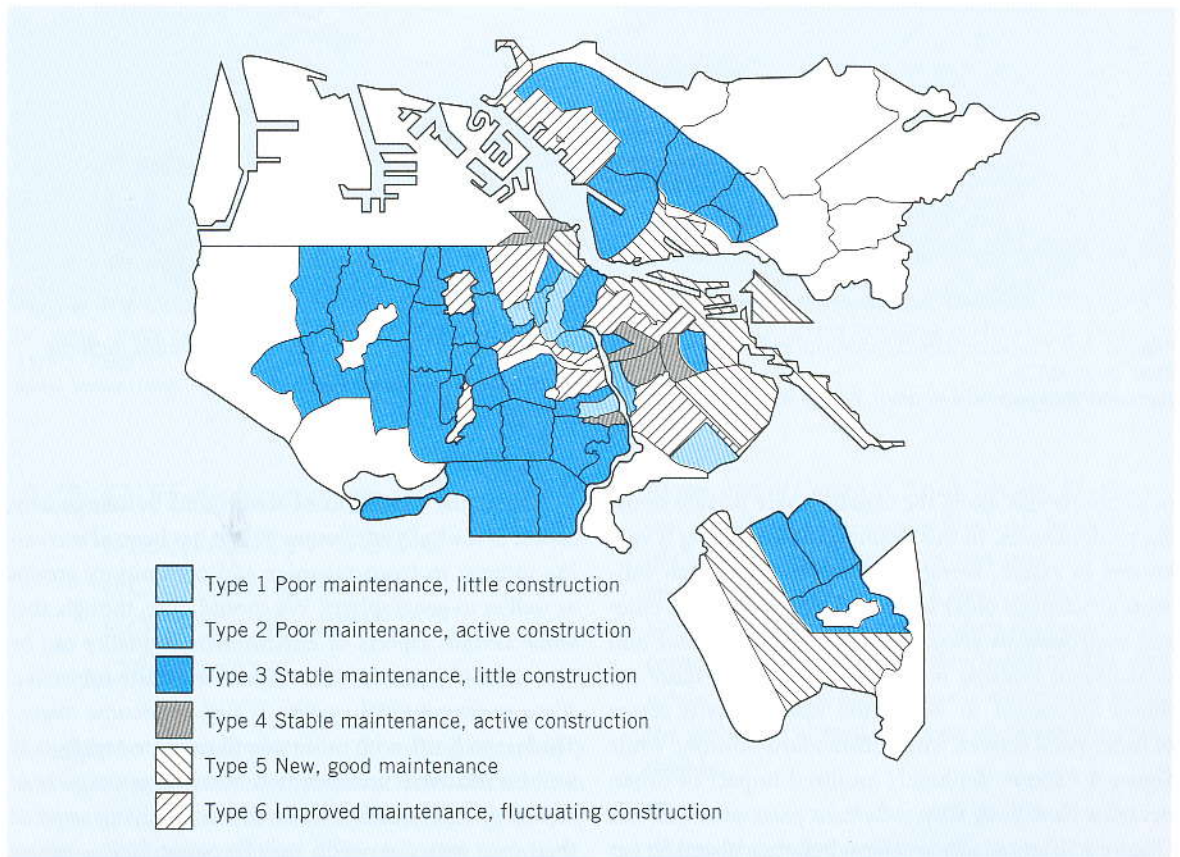 Type 1 Poor maintenance, little construction
Type 2 Poor maintenance, active construction
Type 3 Stable maintenance, little construction
Type 4 Stable maintenance, active construction
Type 5 New, good maintenance
Type 6 Improved maintenance, fluctuating construction